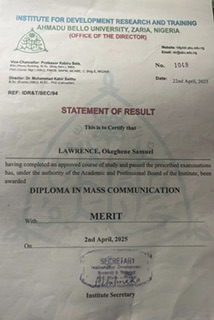 INSTITUTE FOR DEVELOPMENT RESEARCH AND TRAINING
AHMADU BELLO UNIVERSITY, ZARIA, NIGERIA
(OFFICE OF THE DIRECTOR)
Vice-Chancellor: Professor Kabiru Bala,
Director: Dr. Muhammad Habir
No. 1048
REF: IDR&T/SEC/94
Date: 22nd April, 2025
STATEMENT OF RESULT
This is to Certify that
LAWRENCE, Okeghene Samuel
having completed an approved course of study and passed the prescribed examinations
has, under the authority of the Academic and Professional Board of the Institute, been
awarded
DIPLOMA IN MASS COMMUNICATION
With MERIT
On 2nd April, 2025
SECRETARY
Institute Secretary